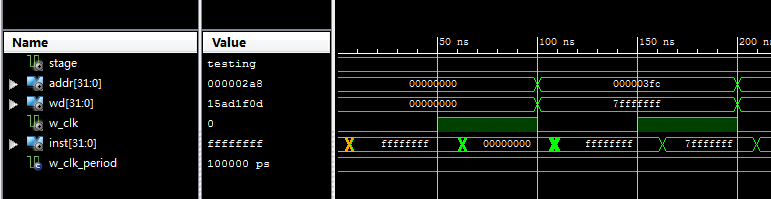 Name Value
50 ns 100 ns 150 ns 200 ns
stage testing
addr[31:0] 000002a8 00000000 000003fc
wd[31:0] 15ad1f0d 00000000 7fffffff
w_clk 0
inst[31:0] ffffffff ffffffff 00000000 ffffffff 7fffffff
w_clk_period 100000 ps